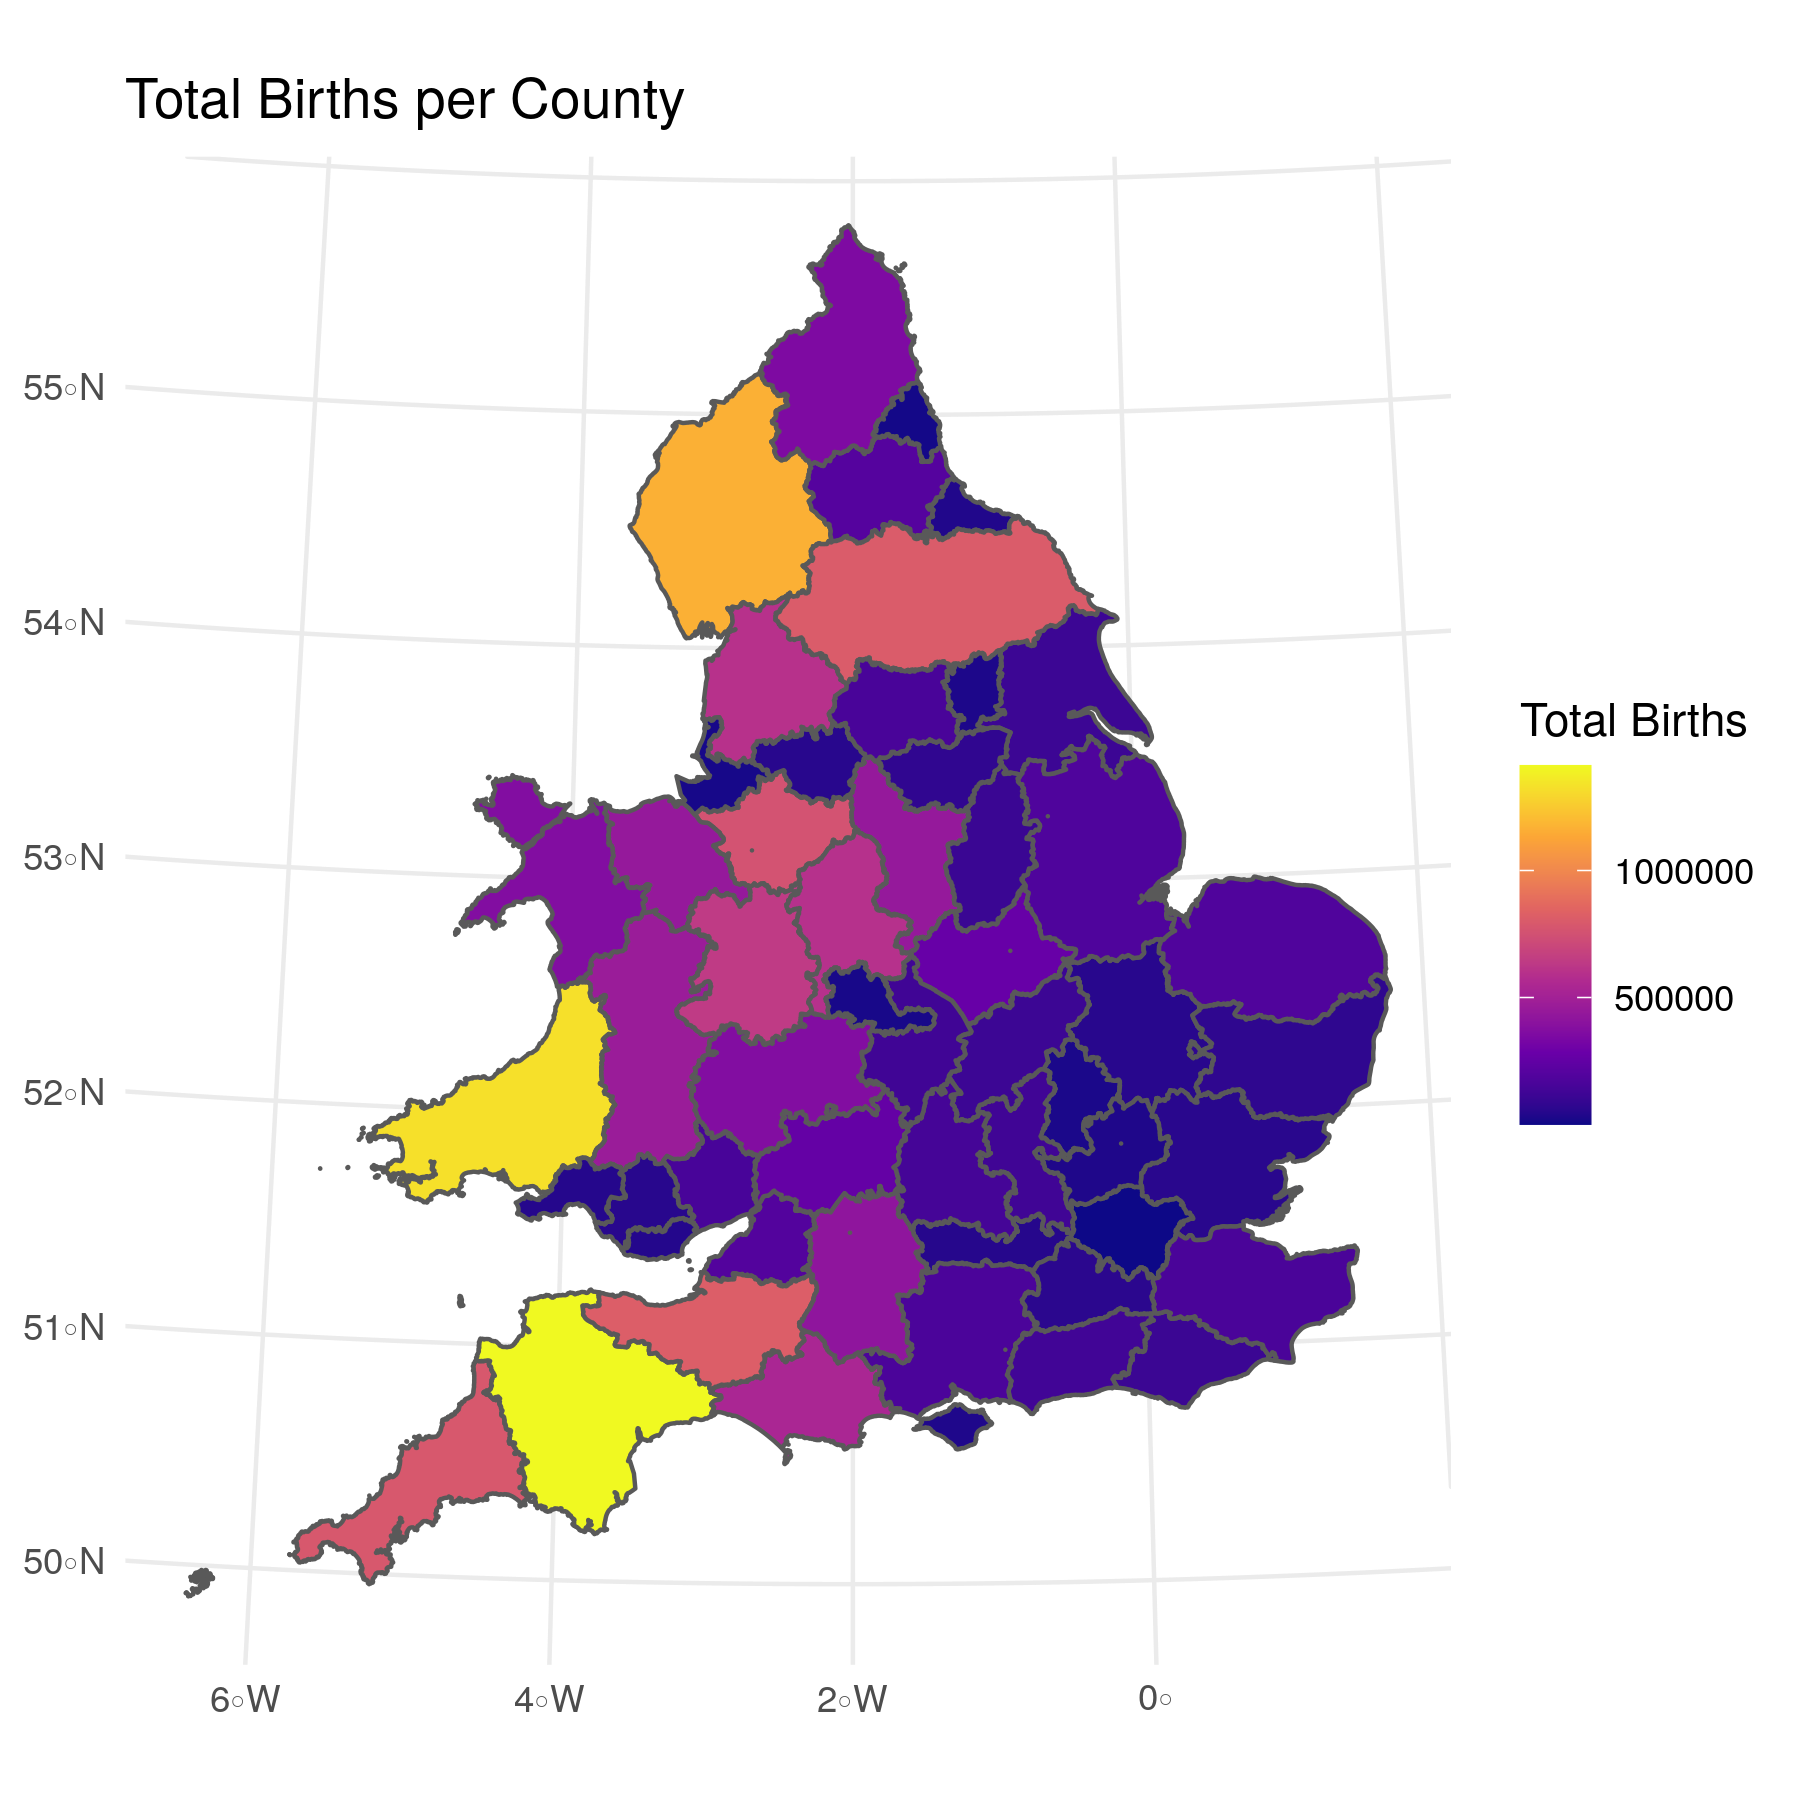 Total Births per County
55◦N
54◦N
53◦N
52◦N
51◦N
50◦N
6◦W
4◦W
2◦W
0◦
Total Births
1000000
500000